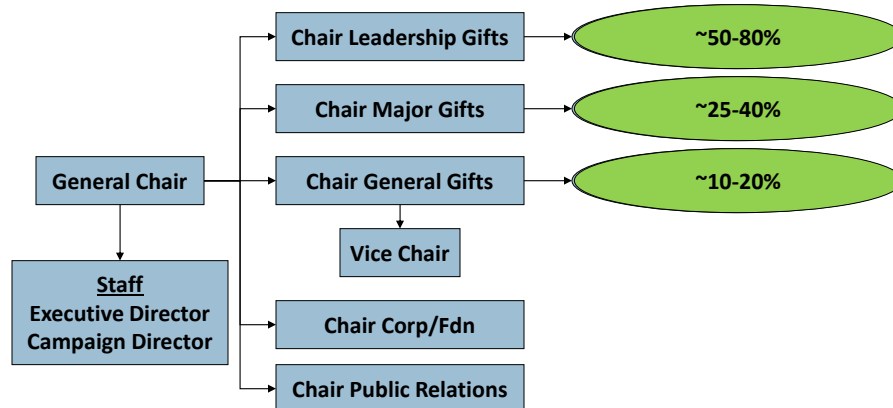 Chair Leadership Gifts
~50-80%
Chair Major Gifts
~25-40%
General Chair
Chair General Gifts
~10-20%
Vice Chair
Staff
Executive Director
Campaign Director
Chair Corp/Fdn
Chair Public Relations